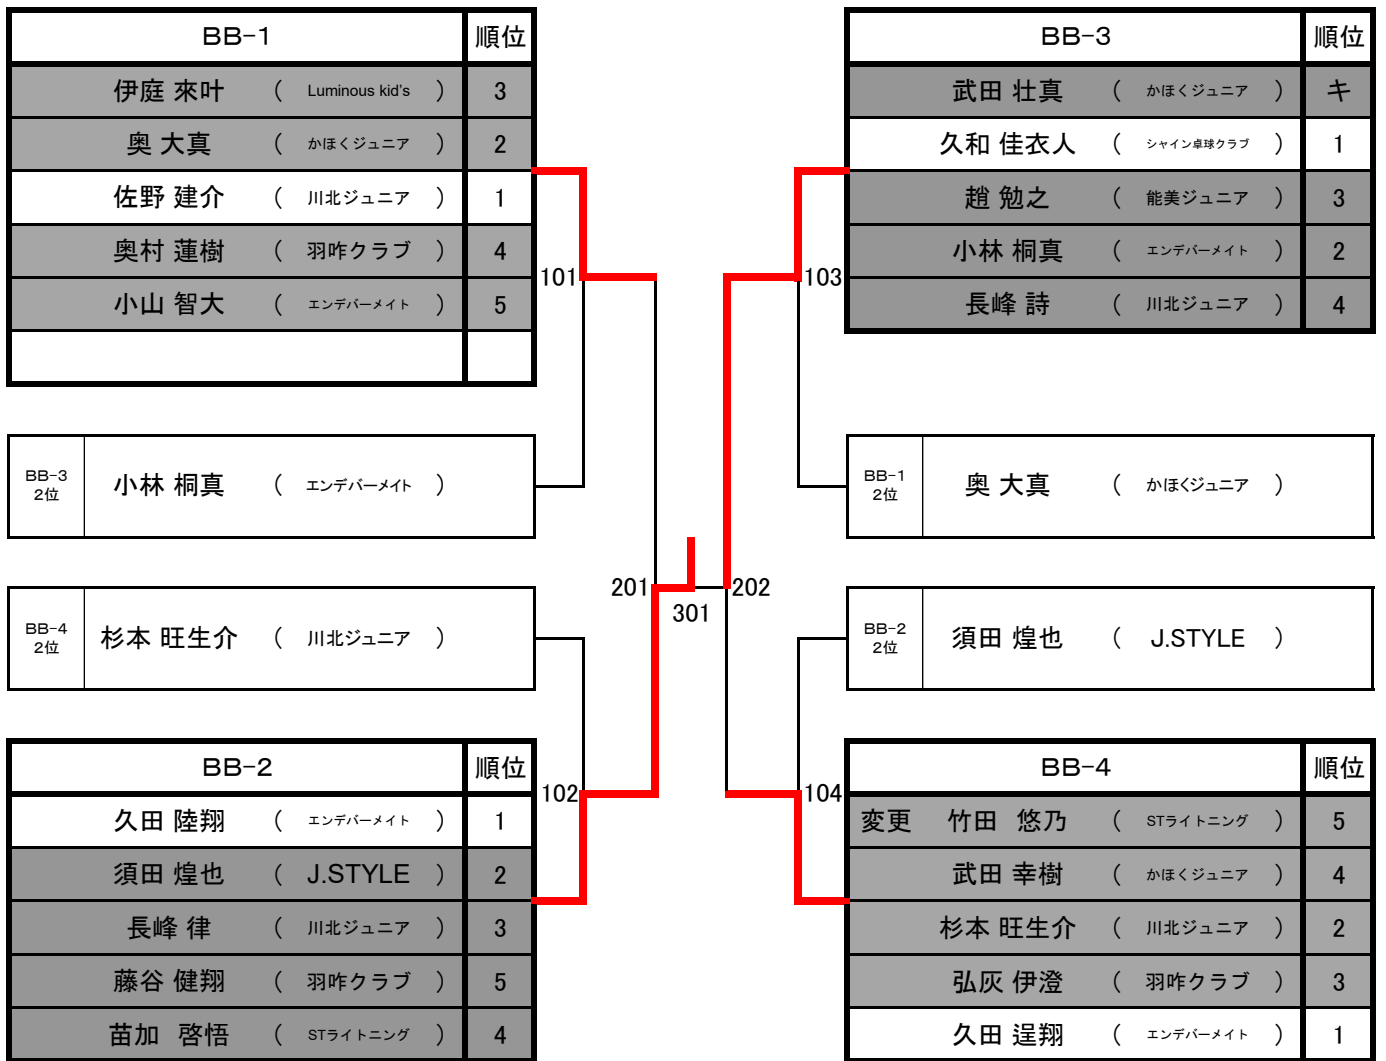 BB-1 順位
伊庭 來叶 ( Luminous kid's ) 3
奥 大真 ( かほくジュニア ) 2
佐野 建介 ( 川北ジュニア ) 1
奥村 蓮樹 ( 羽咋クラブ ) 4
小山 智大 ( エンデバーメイト ) 5
BB-3 順位
武田 壮真 ( かほくジュニア ) キ
久和 佳衣人 ( シャイン卓球クラブ ) 1
趙 勉之 ( 能美ジュニア ) 3
小林 桐真 ( エンデバーメイト ) 2
長峰 詩 ( 川北ジュニア ) 4
101
103
BB-3
2位
小林 桐真 ( エンデバーメイト )
BB-1
2位
奥 大真 ( かほくジュニア )
201
202
301
BB-4
2位
杉本 旺生介 ( 川北ジュニア )
BB-2
2位
須田 煌也 ( J.STYLE )
102
104
BB-2 順位
久田 陸翔 ( エンデバーメイト ) 1
須田 煌也 ( J.STYLE ) 2
長峰 律 ( 川北ジュニア ) 3
藤谷 健翔 ( 羽咋クラブ ) 5
苗加 啓悟 ( STライトニング ) 4
BB-4 順位
変更 竹田 悠乃 ( STライトニング ) 5
武田 幸樹 ( かほくジュニア ) 4
杉本 旺生介 ( 川北ジュニア ) 2
弘灰 伊澄 ( 羽咋クラブ ) 3
久田 逞翔 ( エンデバーメイト ) 1